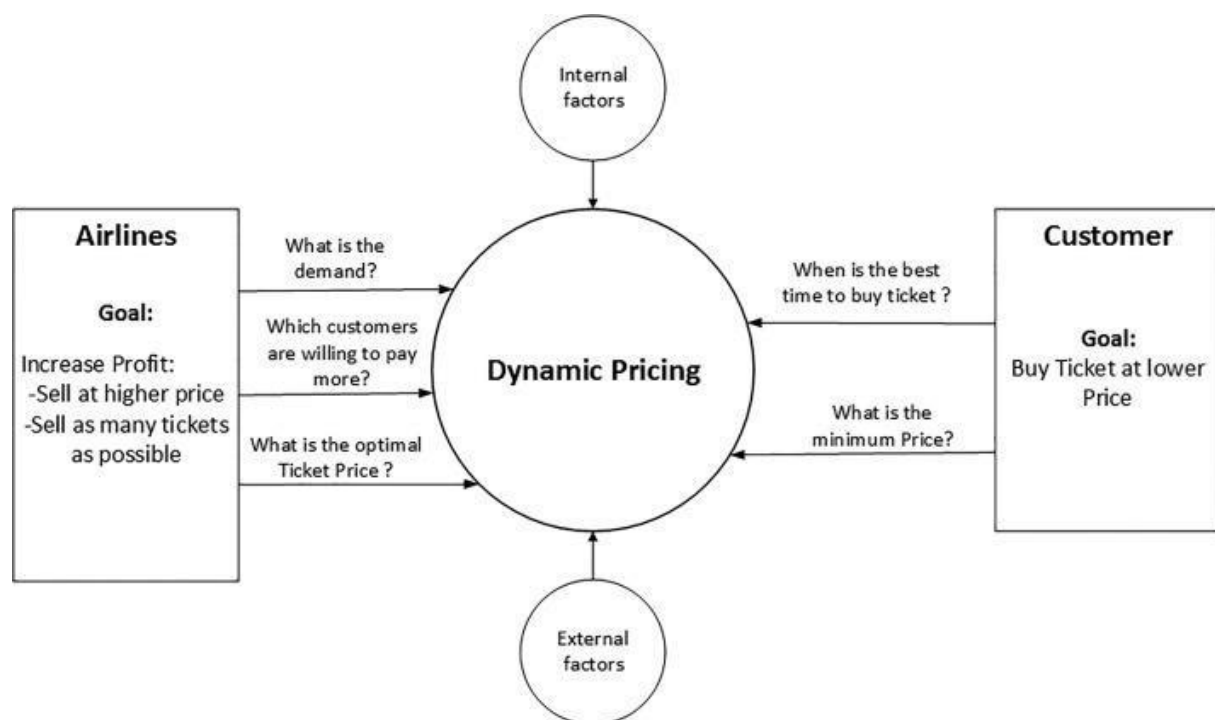 Internal
factors
Airlines
Goal:
Increase Profit:
-Sell at higher price
-Sell as many tickets
as possible
What is the
demand?
Which customers
are willing to pay
more?
What is the optimal
Ticket Price ?
Dynamic Pricing
When is the best
time to buy ticket ?
What is the
minimum Price?
Customer
Goal:
Buy Ticket at lower
Price
External
factors